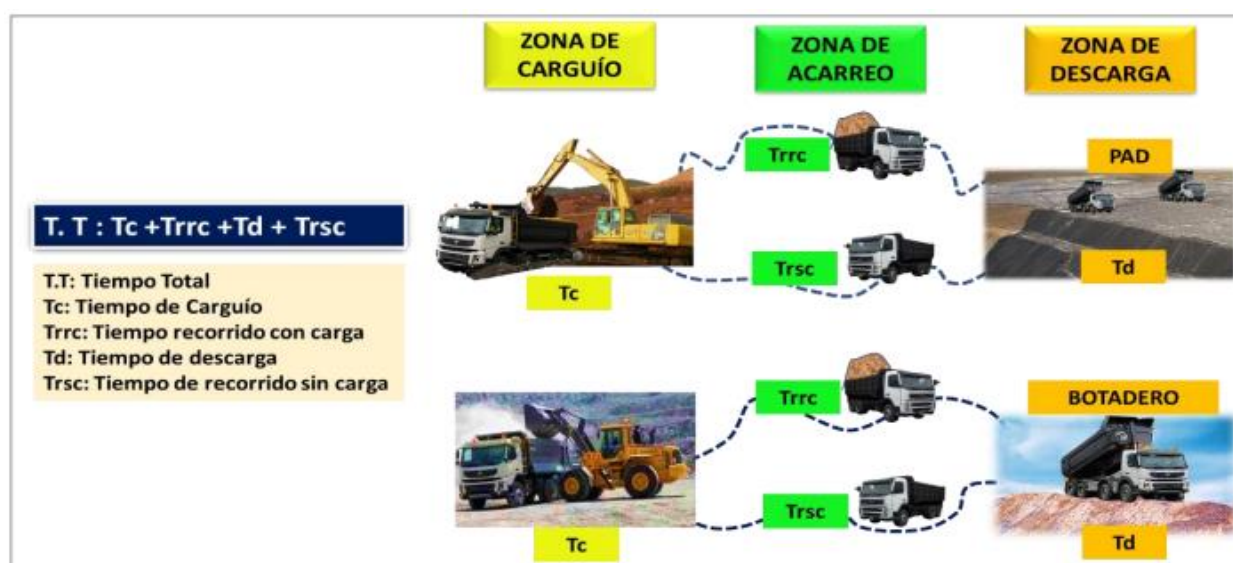 ZONA DE
CARGUÍO
ZONA DE
ACARREO
ZONA DE
DESCARGA
T. T : Tc +Trrc +Td + Trsc
T.T: Tiempo Total
Tc: Tiempo de Carguío
Trrc: Tiempo recorrido con carga
Td: Tiempo de descarga
Trsc: Tiempo de recorrido sin carga
Trrc
PAD
Trsc
Tc
Td
Trrc
BOTADERO
Trsc
Tc
Td